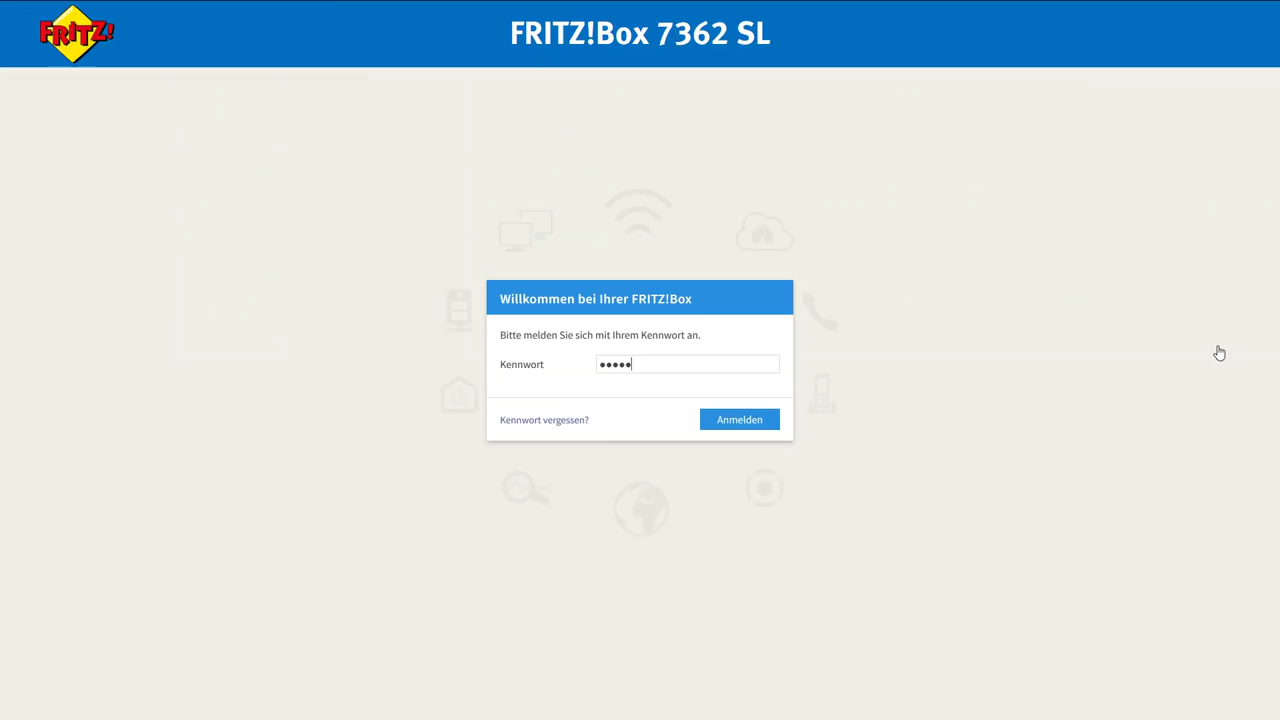 FRITZ!
FRITZ!Box 7362 SL
Willkommen bei Ihrer FRITZ!Box
Bitte melden Sie sich mit Ihrem Kennwort an.
Kennwort •••••
Kennwort vergessen? Anmelden